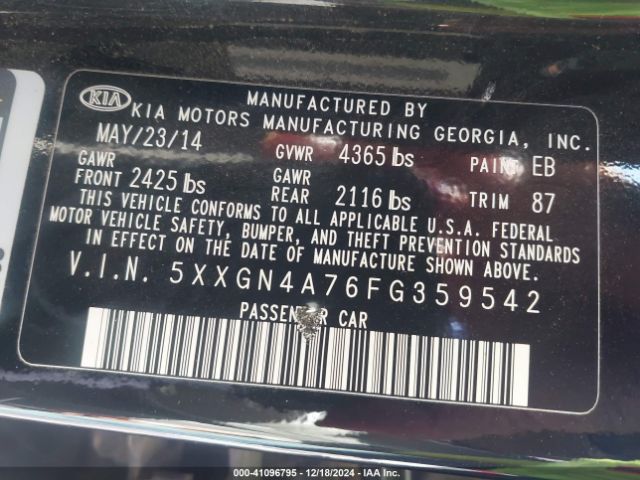 MANUFACTURED BY
KIA KIA MOTORS MANUFACTURING GEORGIA, INC.
MAY/23/14 GVWR 4365 lbs PAINT EB
GAWR FRONT 2425 lbs GAWR REAR 2116 lbs TRIM 87
THIS VEHICLE CONFORMS TO ALL APPLICABLE U.S.A. FEDERAL
MOTOR VEHICLE SAFETY, BUMPER, AND THEFT PREVENTION STANDARDS
IN EFFECT ON THE DATE OF MANUFACTURE SHOWN ABOVE.
V.I.N. 5XXGN4A76FG359542
PASSENGER CAR
000-41096795 - 12/18/2024 - IAA Inc.